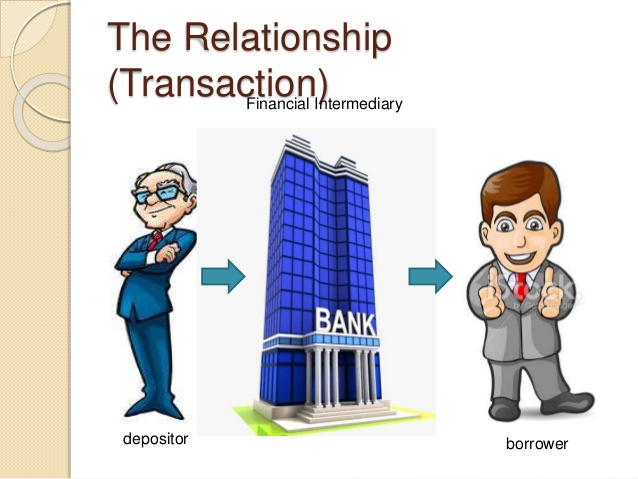 The Relationship
(Transaction)
Financial Intermediary
BANK
depositor
borrower